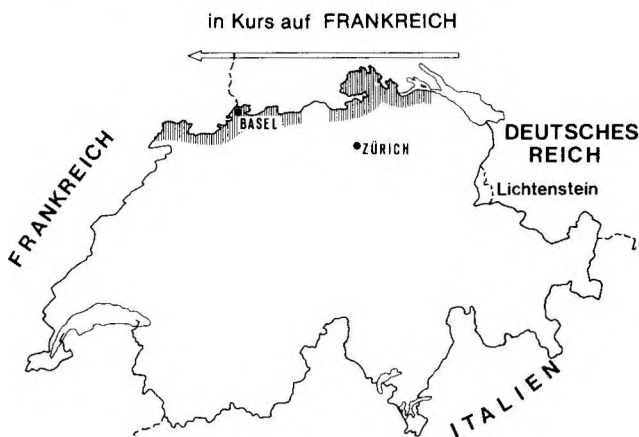 in Kurs auf FRANKREICH
BASEL
ZÜRICH
FRANKREICH
DEUTSCHES
REICH
Lichtenstein
ITALIEN